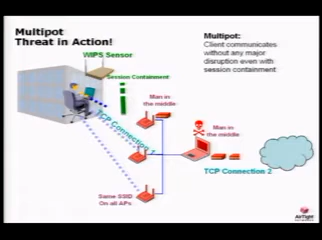 Multipot
Threat in Action!
Multipot:
Client communicates
without any major
disruption even with
session containment
WIPS Sensor
Session Containment
Man in
the middle
TCP Connection 1
Man in
the middle
TCP Connection 2
Same SSID
On all APs
AirTight